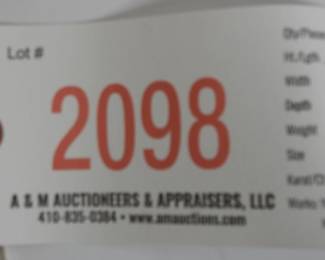 Lot #
2098
A & M AUCTIONEERS & APPRAISERS, LLC
410-835-0384 • www.amauctions.com
Width
Depth
Weight
Size